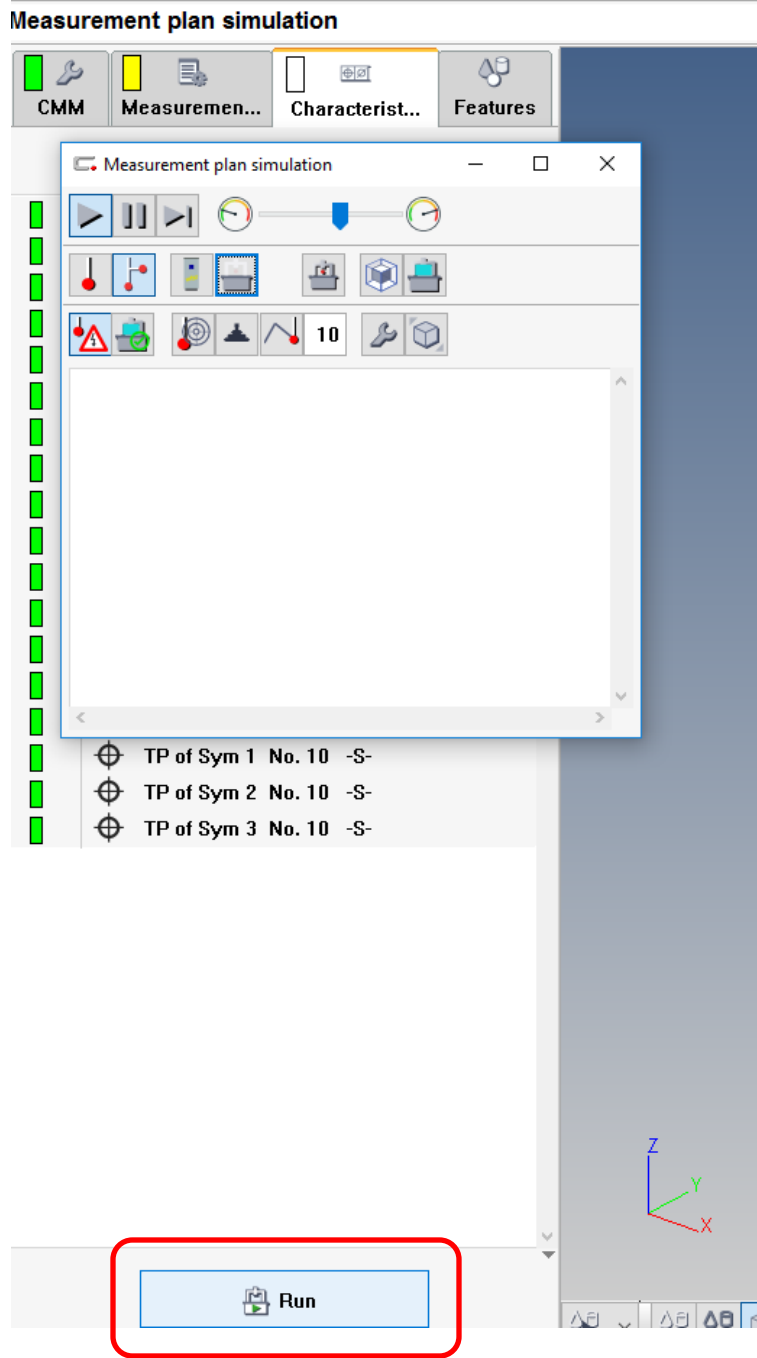 Measurement plan simulation
CMM
Measuremen...
Characterist...
Features
Measurement plan simulation
10
TP of Sym 1 No. 10 -S-
TP of Sym 2 No. 10 -S-
TP of Sym 3 No. 10 -S-
Z
Y
X
Run